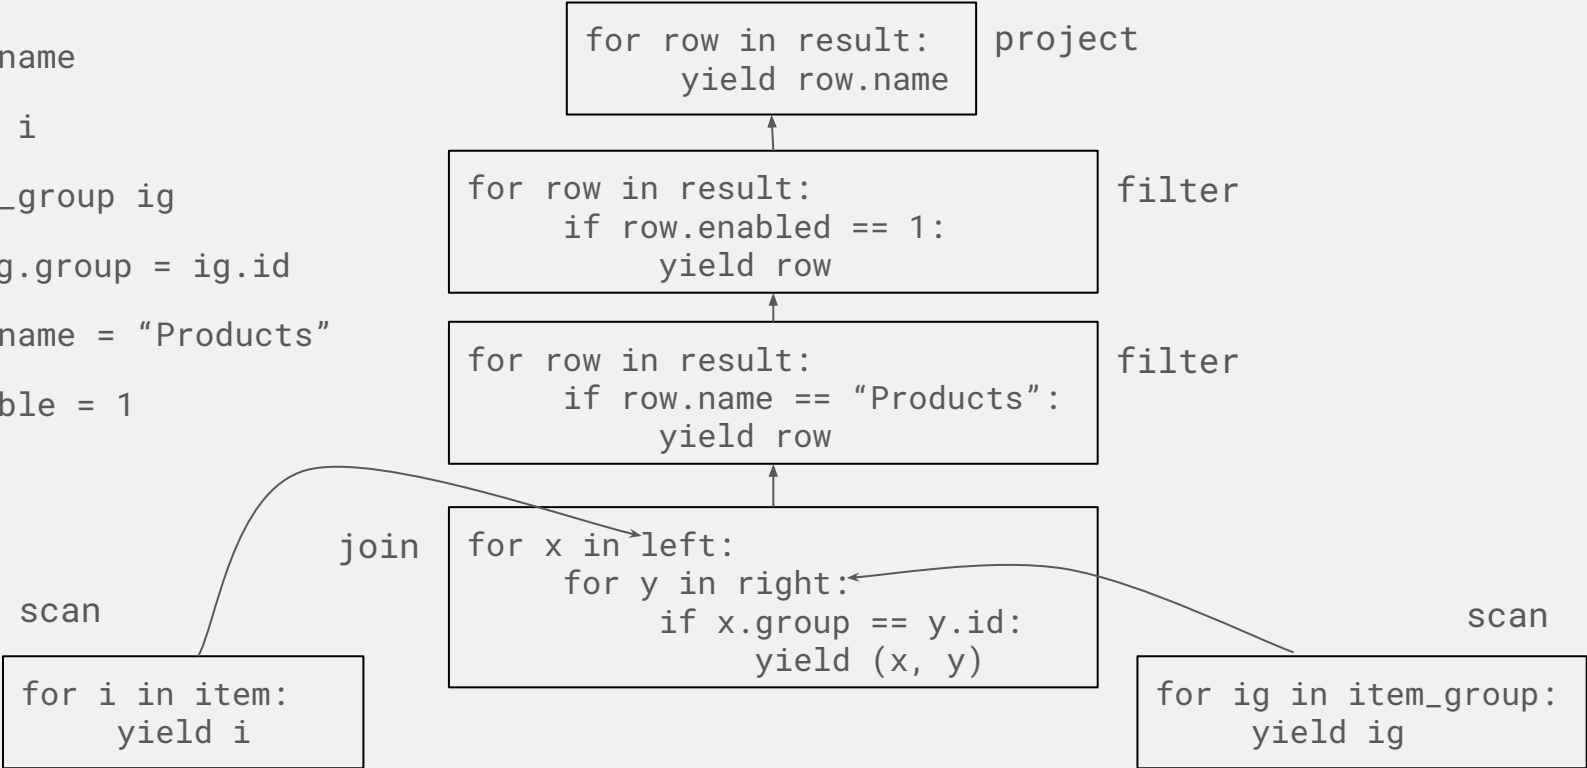 name
i
_group ig
g.group = ig.id
name = “Products”
ble = 1
for row in result:
yield row.name
project
for row in result:
if row.enabled == 1:
yield row
filter
for row in result:
if row.name == “Products”:
yield row
filter
join
for x in left:
for y in right:
if x.group == y.id:
yield (x, y)
scan
for i in item:
yield i
scan
for ig in item_group:
yield ig